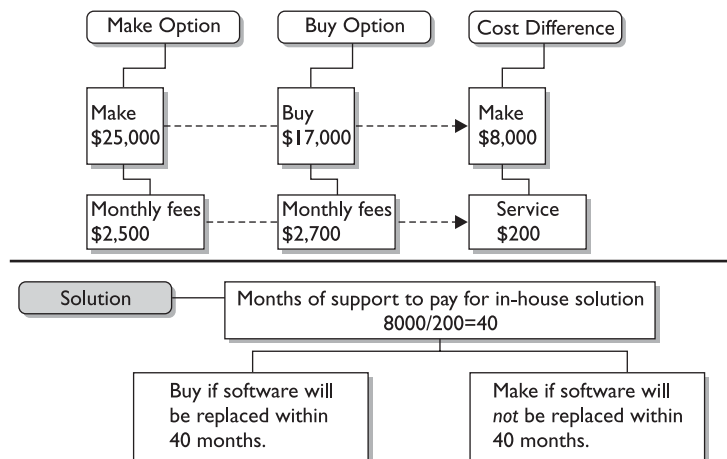 Make Option
Buy Option
Cost Difference
Make
$25,000
Buy
$17,000
Make
$8,000
Monthly fees
$2,500
Monthly fees
$2,700
Service
$200
Solution
Months of support to pay for in-house solution
8000/200=40
Buy if software will
be replaced within
40 months.
Make if software will
not be replaced within
40 months.